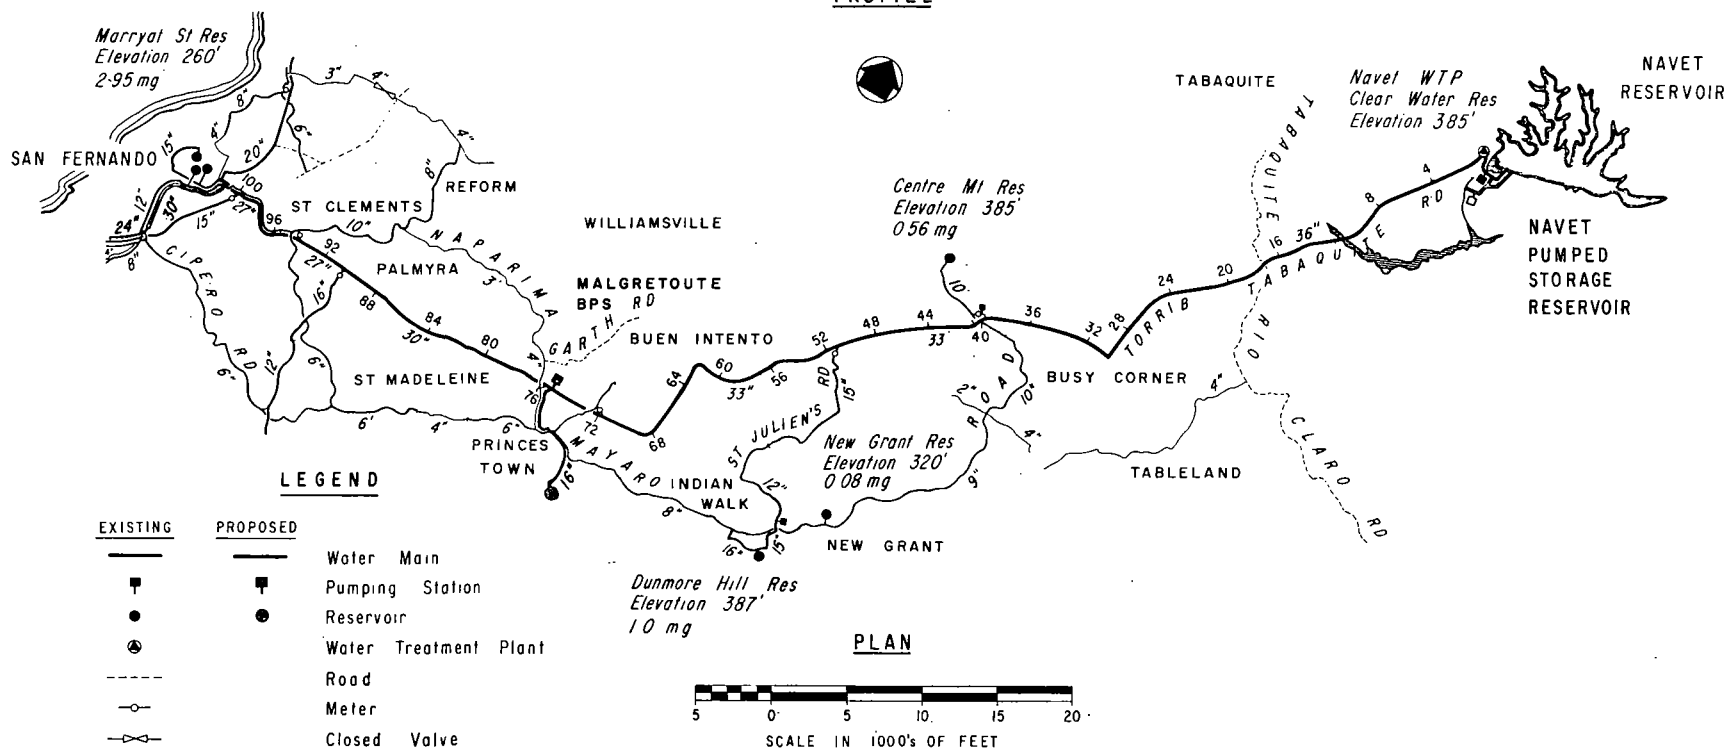 Marryat St Res
Elevation 260'
2·95 mg
SAN FERNANDO
15"
4"
8"
20"
6"
3"
4"
4"
8"
REFORM
100
27"
96
ST CLEMENTS
10"
24"
12"
30"
15"
8"
CIPERO RD
6"
92
27"
16"
PALMYRA
88
84
30"
80
12"
6"
ST MADELEINE
6'
4"
6"
NAPARIMA
3"
4"
WILLIAMSVILLE
MALGRETOUTE
BPS
GARTH RD
BUEN INTENTO
76
72
68
64
60
33"
56
52
48
44
33
40
36
32
28
24
20
16
36"
8
4
PRINCES
TOWN
16"
MAYARO ROAD
8"
INDIAN
WALK
ST JULIEN'S RD
15"
12"
16"
15"
NEW GRANT
New Grant Res
Elevation 320'
0 08 mg
9"
10"
2"
4"
Dunmore Hill Res
Elevation 387'
1 0 mg
Centre Mt Res
Elevation 385'
0 56 mg
10"
BUSY CORNER
TORRIB TABAQUITE RD
TABAQUITE
TABAQUITE RIO CLARO RD
4"
TABLELAND
Navet WTP
Clear Water Res
Elevation 385'
NAVET
RESERVOIR
NAVET
PUMPED
STORAGE
RESERVOIR
LEGEND
EXISTING PROPOSED
Water Main
Pumping Station
Reservoir
Water Treatment Plant
Road
Meter
Closed Valve
PLAN
5 0 5 10 15 20
SCALE IN 1000's OF FEET